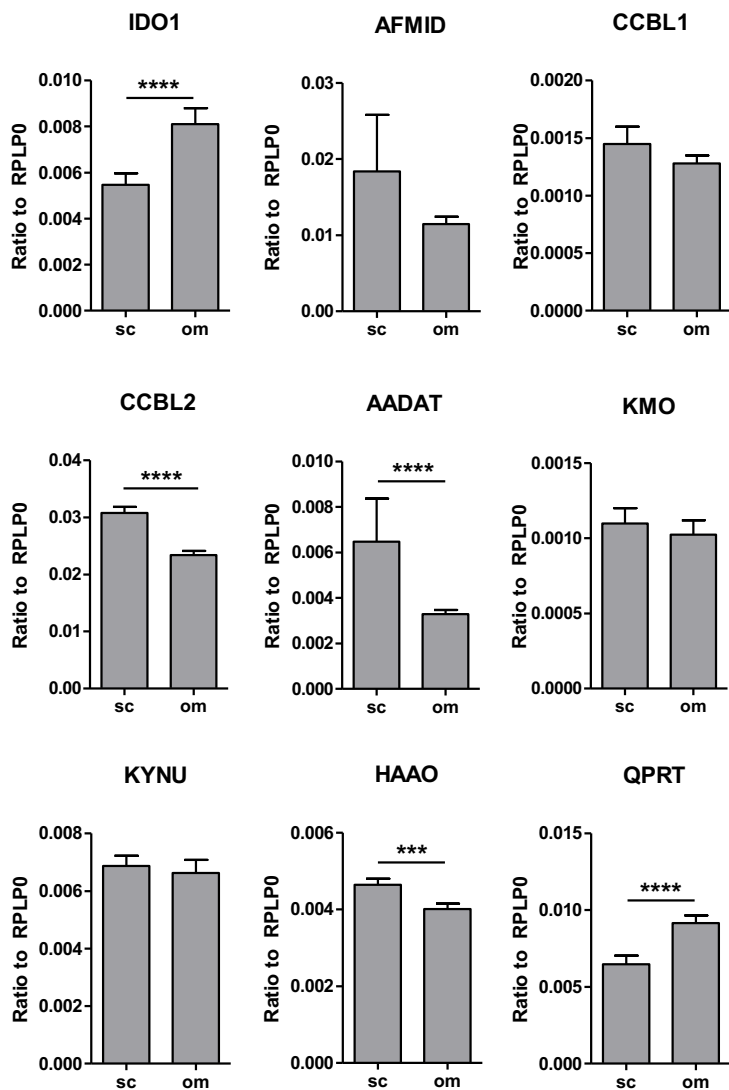 IDO1
AFMID
CCBL1
0.010
0.008
0.006
0.004
0.002
0.000
Ratio to RPLP0
****
sc om
0.03
0.02
0.01
0.00
Ratio to RPLP0
sc om
0.0020
0.0015
0.0010
0.0005
0.0000
Ratio to RPLP0
sc om
CCBL2
AADAT
KMO
0.04
0.03
0.02
0.01
0.00
Ratio to RPLP0
****
sc om
0.010
0.008
0.006
0.004
0.002
0.000
Ratio to RPLP0
****
sc om
0.0015
0.0010
0.0005
0.0000
Ratio to RPLP0
sc om
KYNU
HAAO
QPRT
0.008
0.006
0.004
0.002
0.000
Ratio to RPLP0
sc om
0.006
0.004
0.002
0.000
Ratio to RPLP0
***
sc om
0.015
0.010
0.005
0.000
Ratio to RPLP0
****
sc om